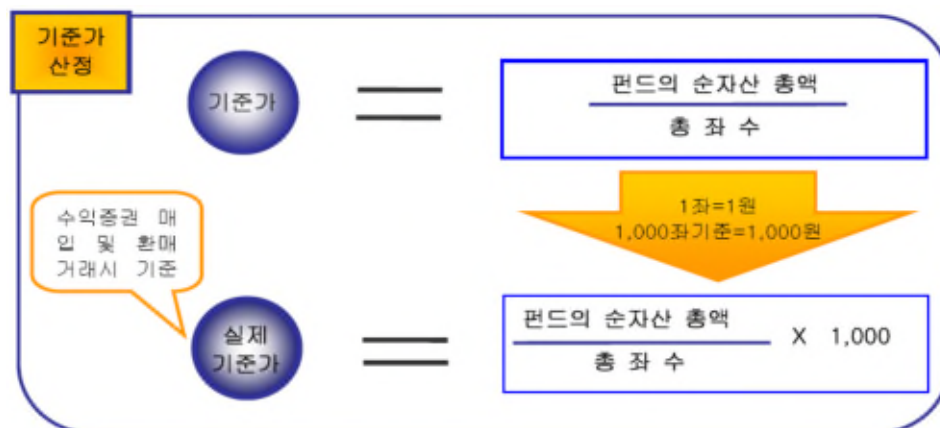 기준가
산정
기준가
펀드의 순자산 총액
총 좌 수
1좌=1원
1,000좌기준=1,000원
수익증권 매
입 및 환매
거래시 기준
실제
기준가
펀드의 순자산 총액
총 좌 수
X 1,000